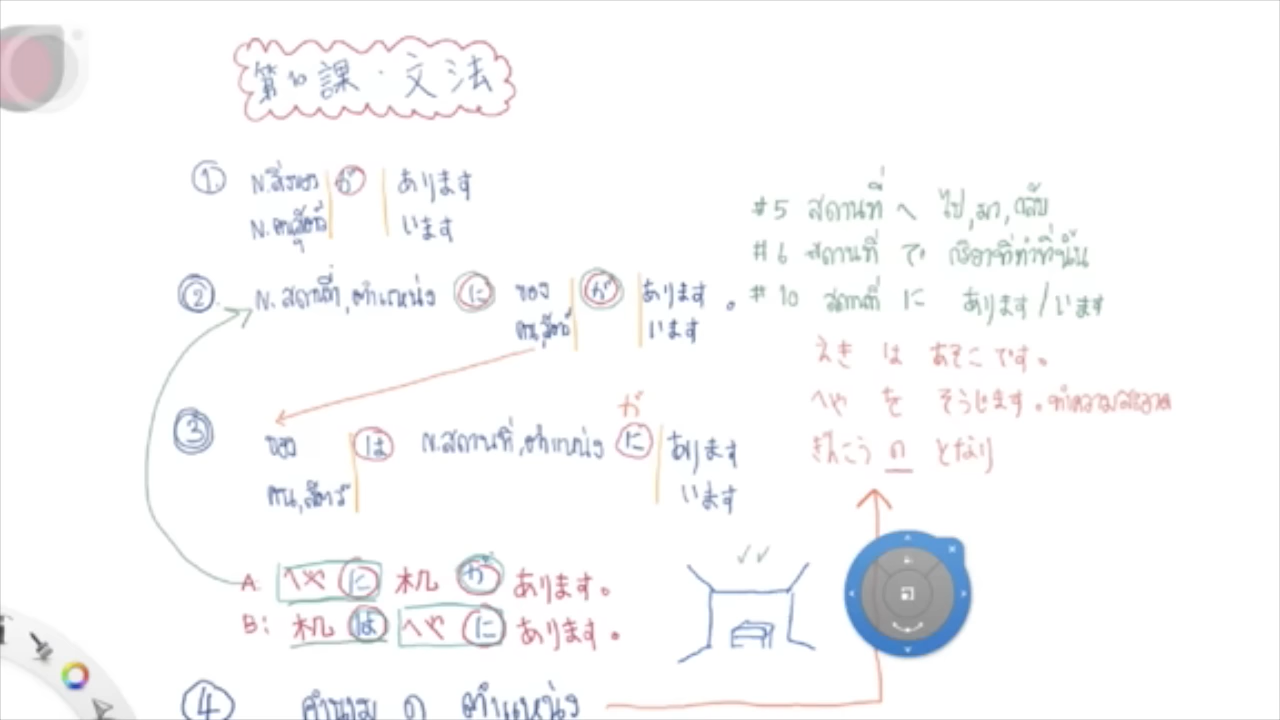 第10課・文法
① N.สิ่งของ が あります
N.คน,สัตว์ います
② N.สถานที่,ตำแหน่ง に ของ が あります。
คน,สัตว์ います
#5 สถานที่ へ ไป,มา,กลับ
#6 สถานที่ で กริยาที่ทำที่นั้น
#10 สถานที่ に あります/います
えき は あそこです。
へや を そうじします。ทำความสะอาด
ぎんこう の となり
が
③ ของ は N.สถานที่,ตำแหน่ง に あります
คน,สัตว์ います
A: へや に 机 が あります。
B: 机 は へや に あります。
④ คำนาม の ตำแหน่ง